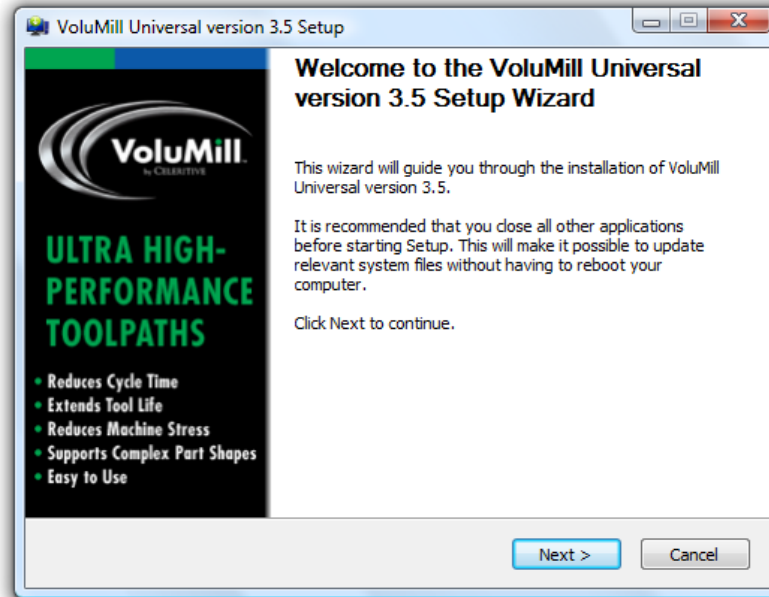 VoluMill Universal version 3.5 Setup
VoluMill
by CELERITIVE
ULTRA HIGH-
PERFORMANCE
TOOLPATHS
• Reduces Cycle Time
• Extends Tool Life
• Reduces Machine Stress
• Supports Complex Part Shapes
• Easy to Use
Welcome to the VoluMill Universal
version 3.5 Setup Wizard
This wizard will guide you through the installation of VoluMill
Universal version 3.5.
It is recommended that you close all other applications
before starting Setup. This will make it possible to update
relevant system files without having to reboot your
computer.
Click Next to continue.
Next >
Cancel